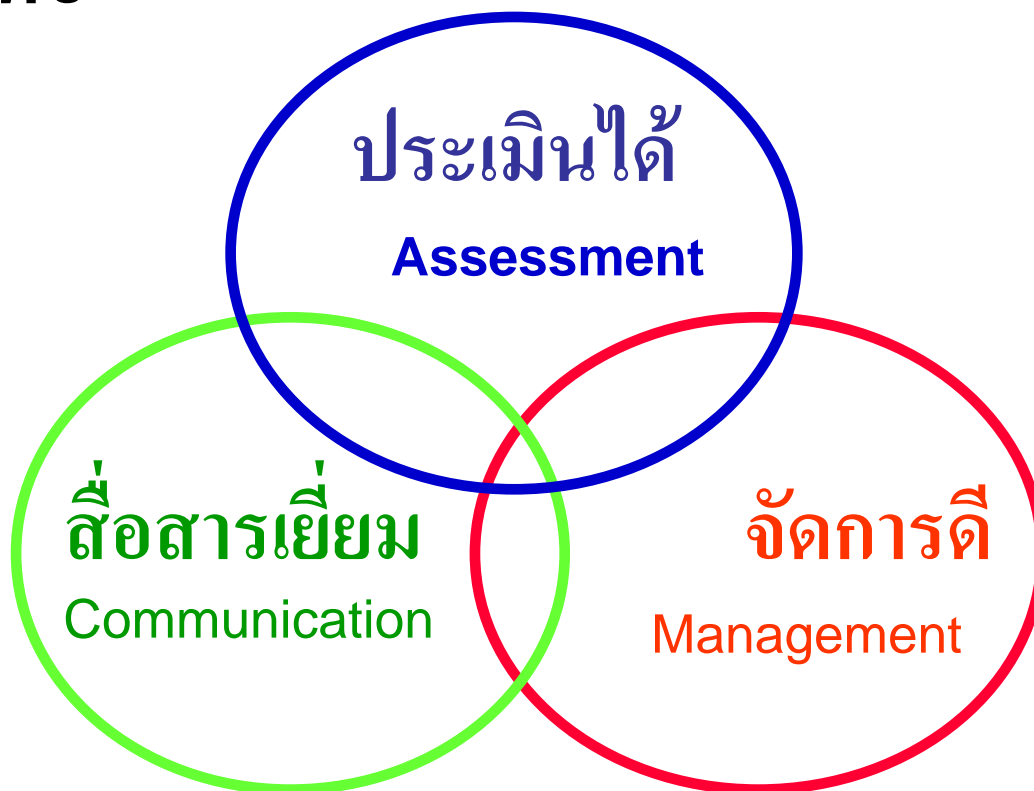 ประเมินได้
Assessment
สื่อสารเยี่ยม
Communication
จัดการดี
Management